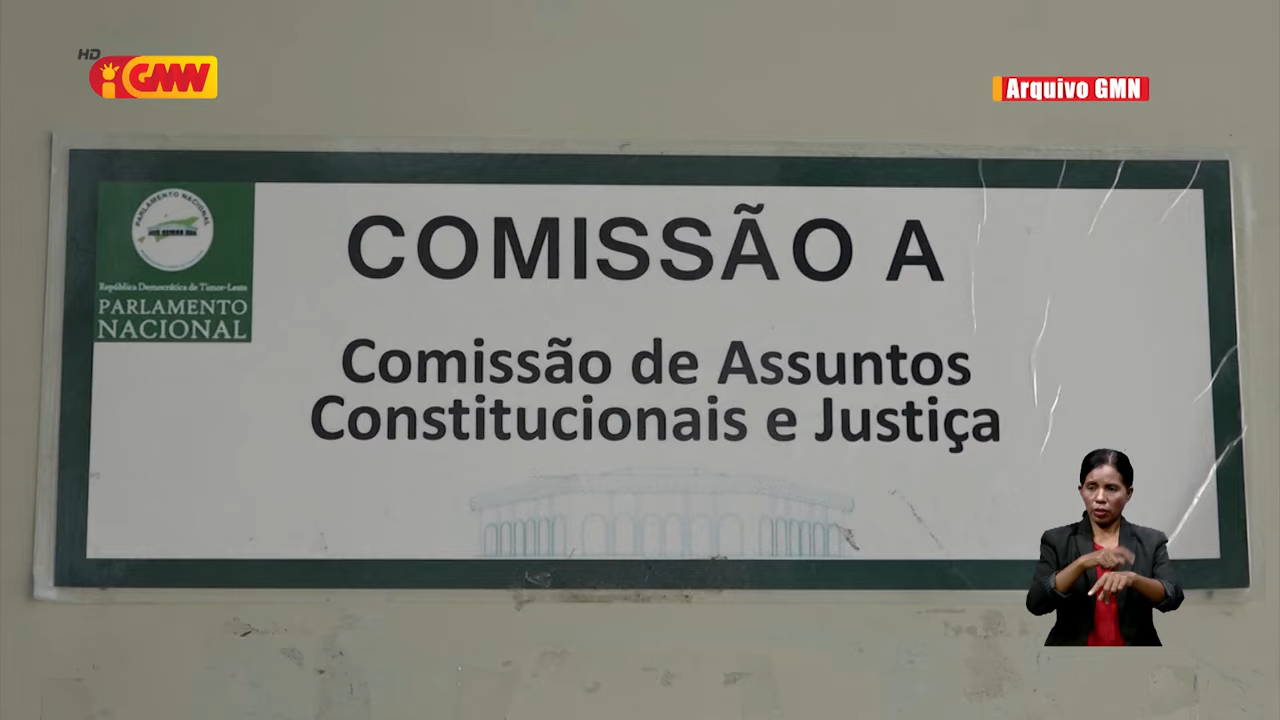 HD
GMN
Arquivo GMN
PARLAMENTO NACIONAL
República Democrática de Timor-Leste
PARLAMENTO
NACIONAL
COMISSÃO A
Comissão de Assuntos
Constitucionais e Justiça